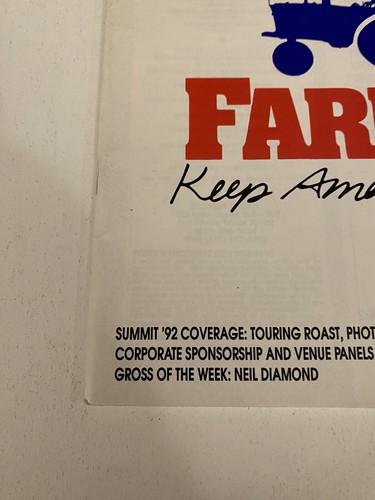 FAR
Keep Ame
SUMMIT '92 COVERAGE: TOURING ROAST, PHOT
CORPORATE SPONSORSHIP AND VENUE PANELS
GROSS OF THE WEEK: NEIL DIAMOND